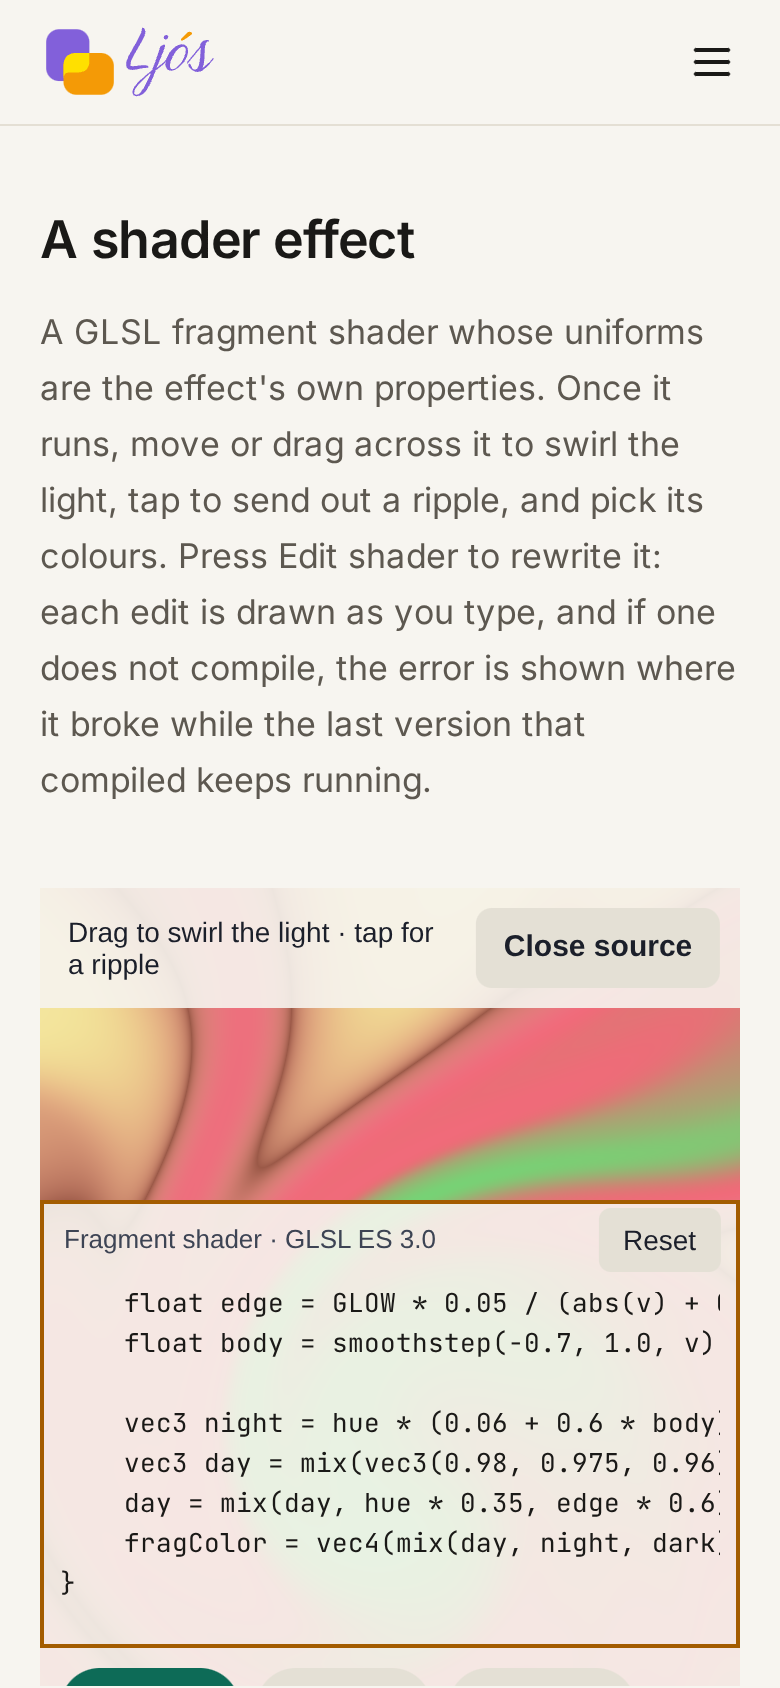 Ljós
A shader effect
A GLSL fragment shader whose uniforms
are the effect's own properties. Once it
runs, move or drag across it to swirl the
light, tap to send out a ripple, and pick its
colours. Press Edit shader to rewrite it:
each edit is drawn as you type, and if one
does not compile, the error is shown where
it broke while the last version that
compiled keeps running.
Drag to swirl the light · tap for
a ripple
Close source
Fragment shader · GLSL ES 3.0
Reset
float edge = GLOW * 0.05 / (abs(v) +
float body = smoothstep(-0.7, 1.0, v)
vec3 night = hue * (0.06 + 0.6 * body)
vec3 day = mix(vec3(0.98, 0.975, 0.96)
day = mix(day, hue * 0.35, edge * 0.6)
fragColor = vec4(mix(day, night, dark)
}